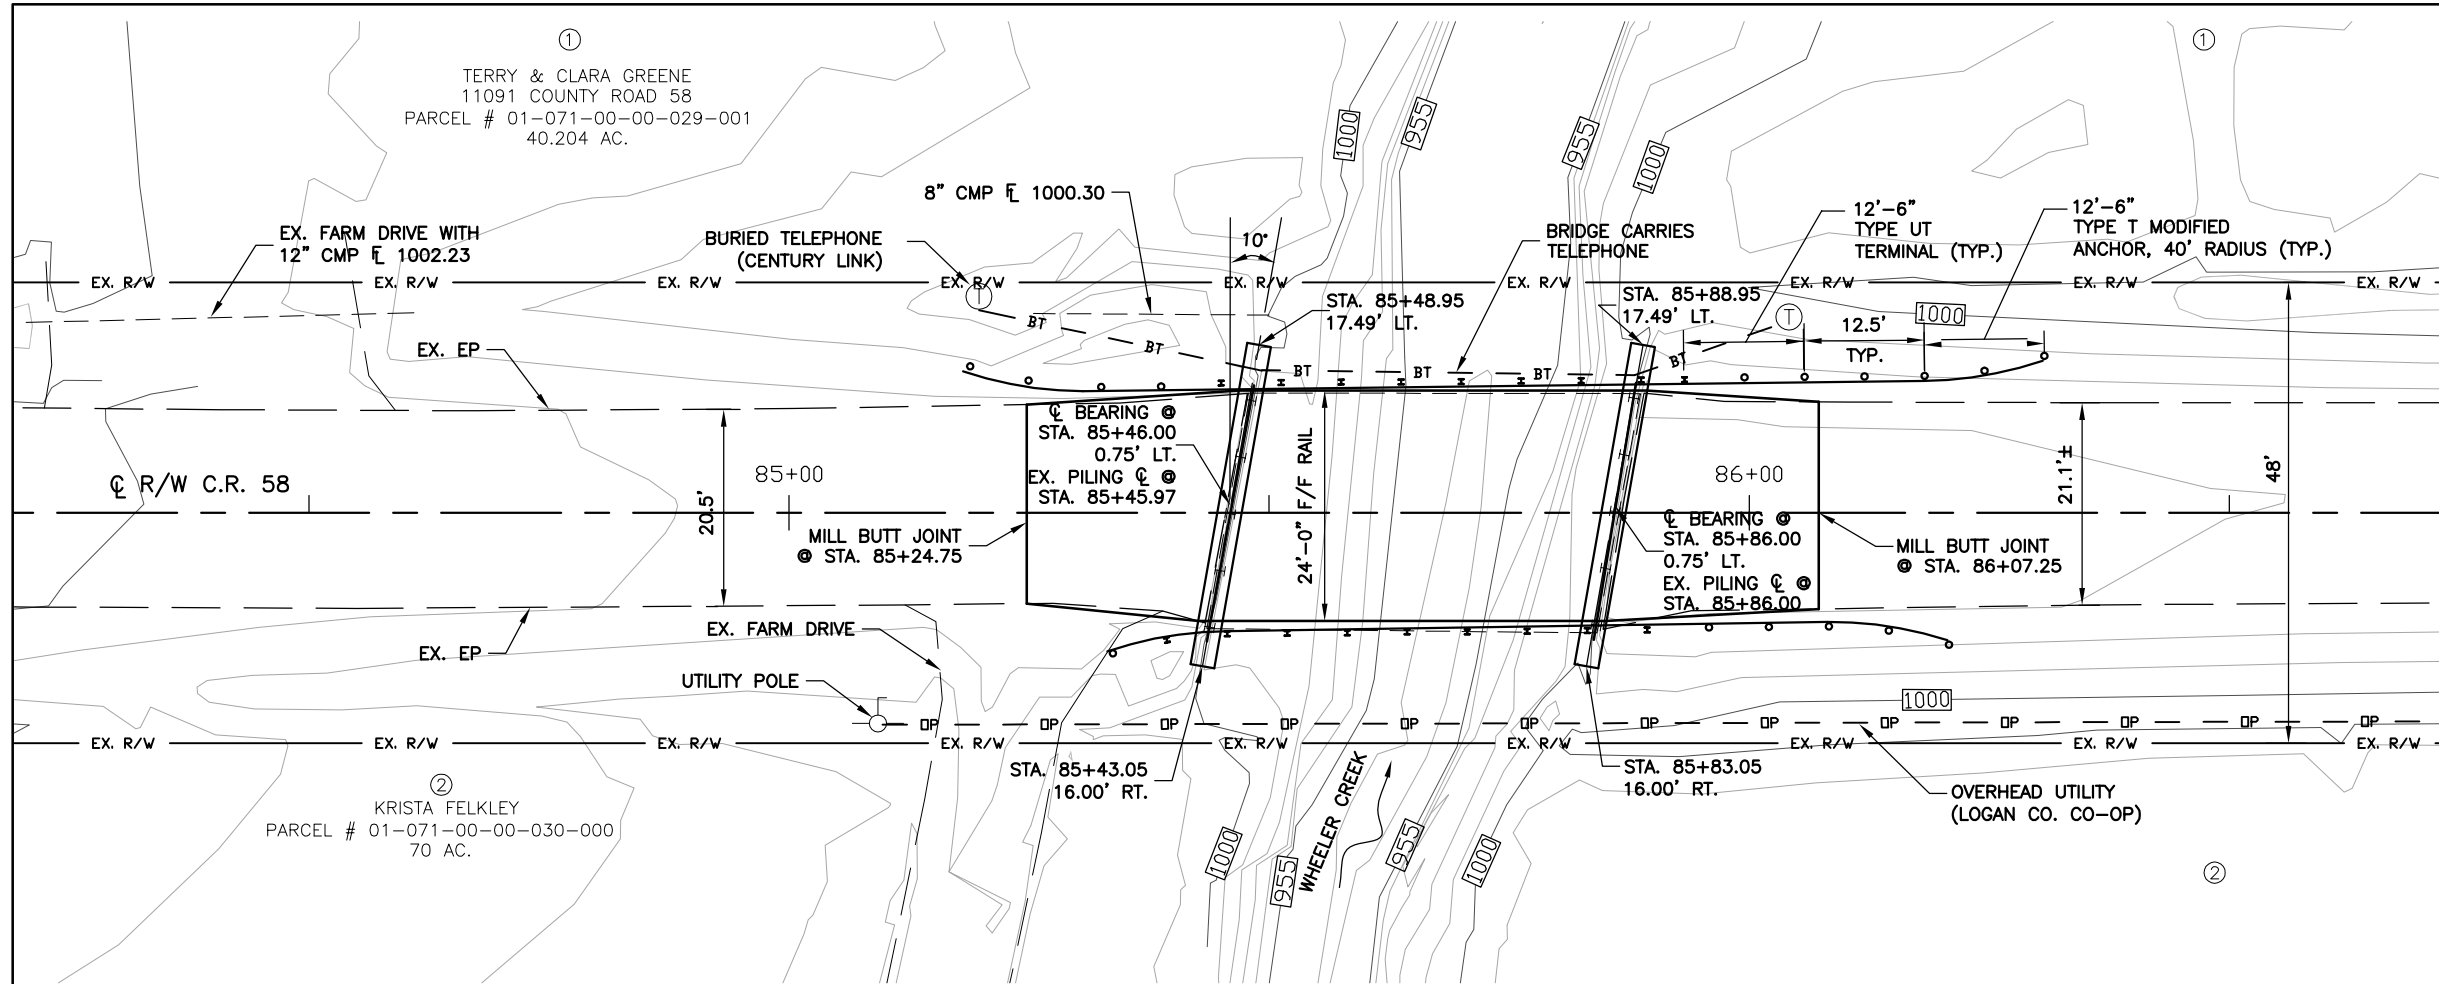 ①
TERRY & CLARA GREENE
11091 COUNTY ROAD 58
PARCEL # 01-071-00-00-029-001
40.204 AC.
①
1000
955
955
1000
8" CMP ℄ 1000.30
EX. FARM DRIVE WITH
12" CMP ℄ 1002.23
BURIED TELEPHONE
(CENTURY LINK)
10°
BRIDGE CARRIES
TELEPHONE
12'-6"
TYPE UT
TERMINAL (TYP.)
12'-6"
TYPE T MODIFIED
ANCHOR, 40' RADIUS (TYP.)
EX. R/W EX. R/W EX. R/W EX. R/W EX. R/W EX. R/W EX. R/W EX. R/W EX. R/W
T
STA. 85+48.95
17.49' LT.
STA. 85+88.95
17.49' LT.
T
12.5'
TYP.
1000
BT BT BT BT BT BT
EX. EP
℄ BEARING @
STA. 85+46.00
0.75' LT.
EX. PILING ℄ @
STA. 85+45.97
24'-0" F/F RAIL
20.5'
21.1'±
48'
℄ R/W C.R. 58
85+00
86+00
MILL BUTT JOINT
@ STA. 85+24.75
℄ BEARING @
STA. 85+86.00
0.75' LT.
EX. PILING ℄ @
STA. 85+86.00
MILL BUTT JOINT
@ STA. 86+07.25
EX. FARM DRIVE
EX. EP
UTILITY POLE
1000
OP OP OP OP OP OP OP OP OP OP OP OP OP
EX. R/W EX. R/W EX. R/W EX. R/W EX. R/W EX. R/W EX. R/W EX. R/W EX. R/W
STA. 85+43.05
16.00' RT.
STA. 85+83.05
16.00' RT.
OVERHEAD UTILITY
(LOGAN CO. CO-OP)
②
KRISTA FELKLEY
PARCEL # 01-071-00-00-030-000
70 AC.
WHEELER CREEK
1000
955
955
1000
②